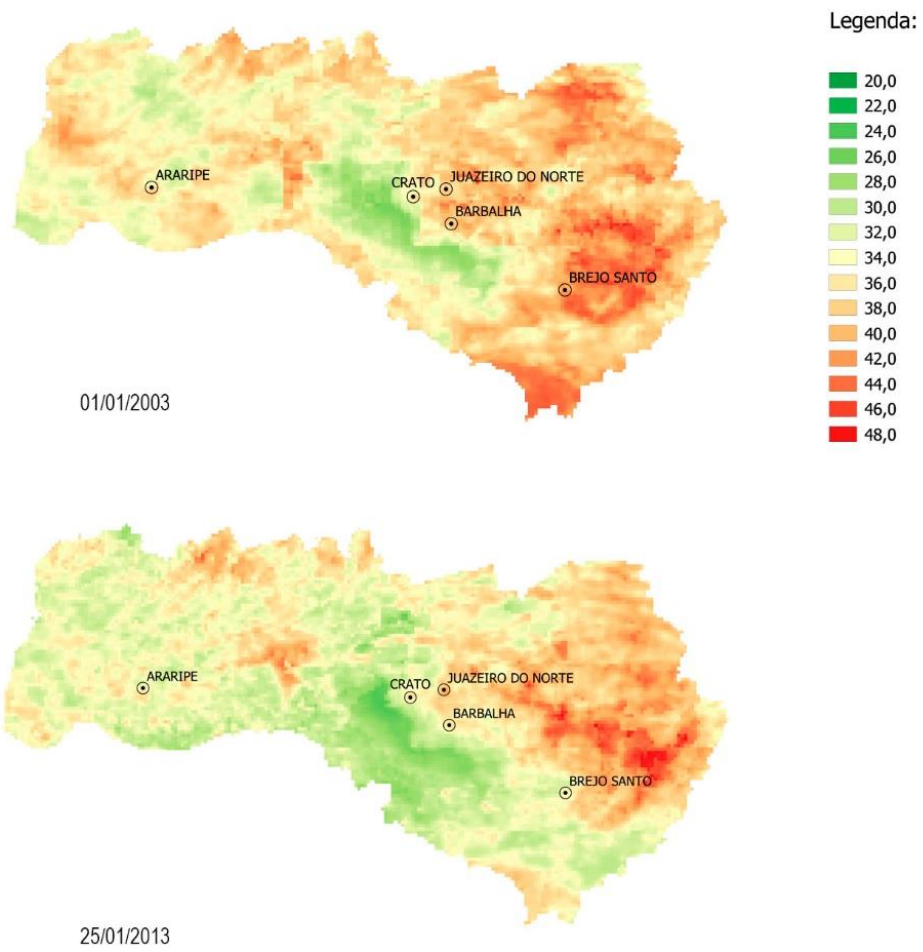 Legenda:
20,0
22,0
24,0
26,0
28,0
30,0
32,0
34,0
36,0
38,0
40,0
42,0
44,0
46,0
48,0
ARARIPE
CRATO
JUAZEIRO DO NORTE
BARBALHA
BREJO SANTO
01/01/2003
ARARIPE
CRATO
JUAZEIRO DO NORTE
BARBALHA
BREJO SANTO
25/01/2013